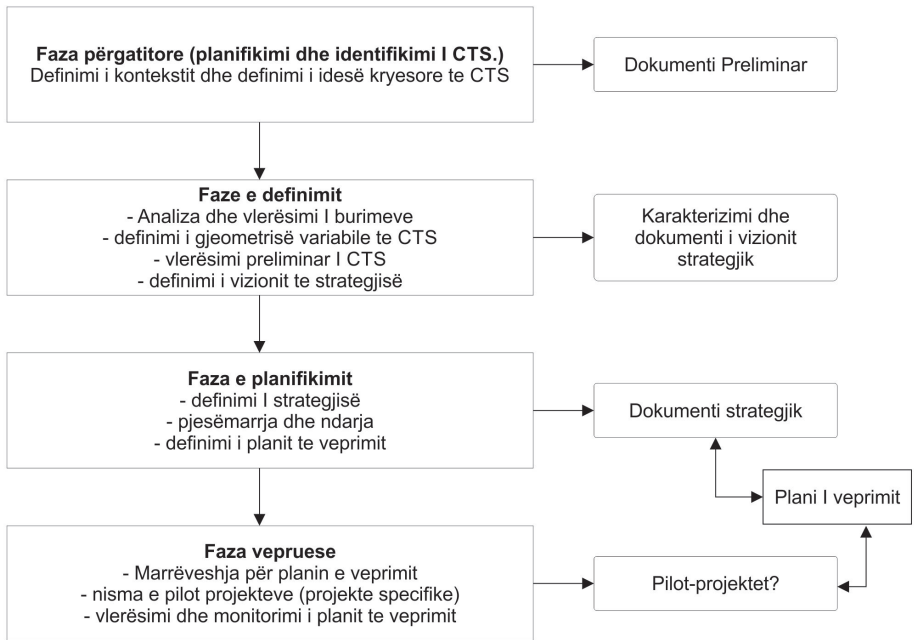 Faza përgatitore (planifikimi dhe identifikimi I CTS.)
Definimi i kontekstit dhe definimi i idesë kryesore te CTS
Dokumenti Preliminar
Faze e definimit
- Analiza dhe vlerësimi I burimeve
- definimi i gjeometrisë variabile te CTS
- vlerësimi preliminar I CTS
- definimi i vizionit te strategjisë
Karakterizimi dhe
dokumenti i vizionit
strategjik
Faza e planifikimit
- definimi I strategjisë
- pjesëmarrja dhe ndarja
- definimi i planit te veprimit
Dokumenti strategjik
Plani I veprimit
Faza vepruese
- Marrëveshja për planin e veprimit
- nisma e pilot projekteve (projekte specifike)
- vlerësimi dhe monitorimi i planit te veprimit
Pilot-projektet?